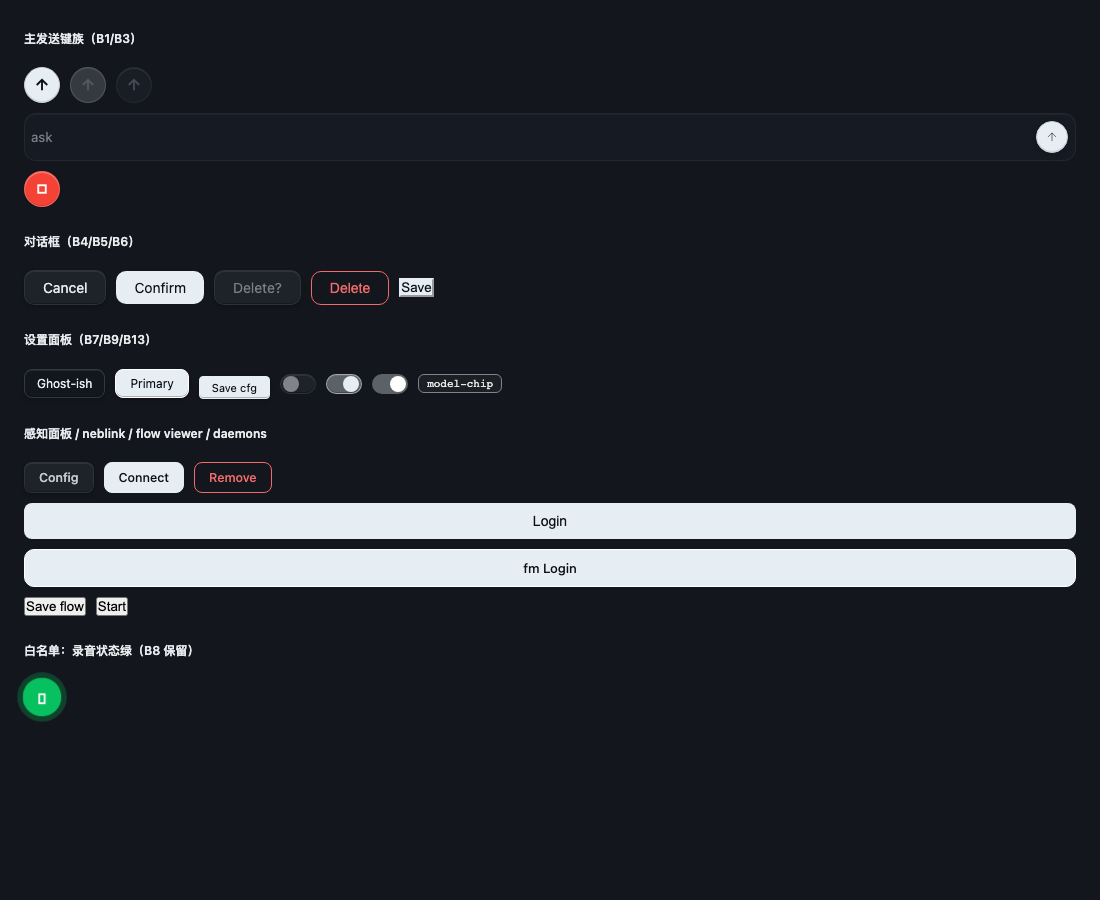 主发送键族（B1/B3）
ask
对话框（B4/B5/B6）
Cancel Confirm Delete? Delete Save
设置面板（B7/B9/B13）
Ghost-ish Primary Save cfg model-chip
感知面板 / neblink / flow viewer / daemons
Config Connect Remove
Login
fm Login
Save flow Start
白名单：录音状态绿（B8 保留）